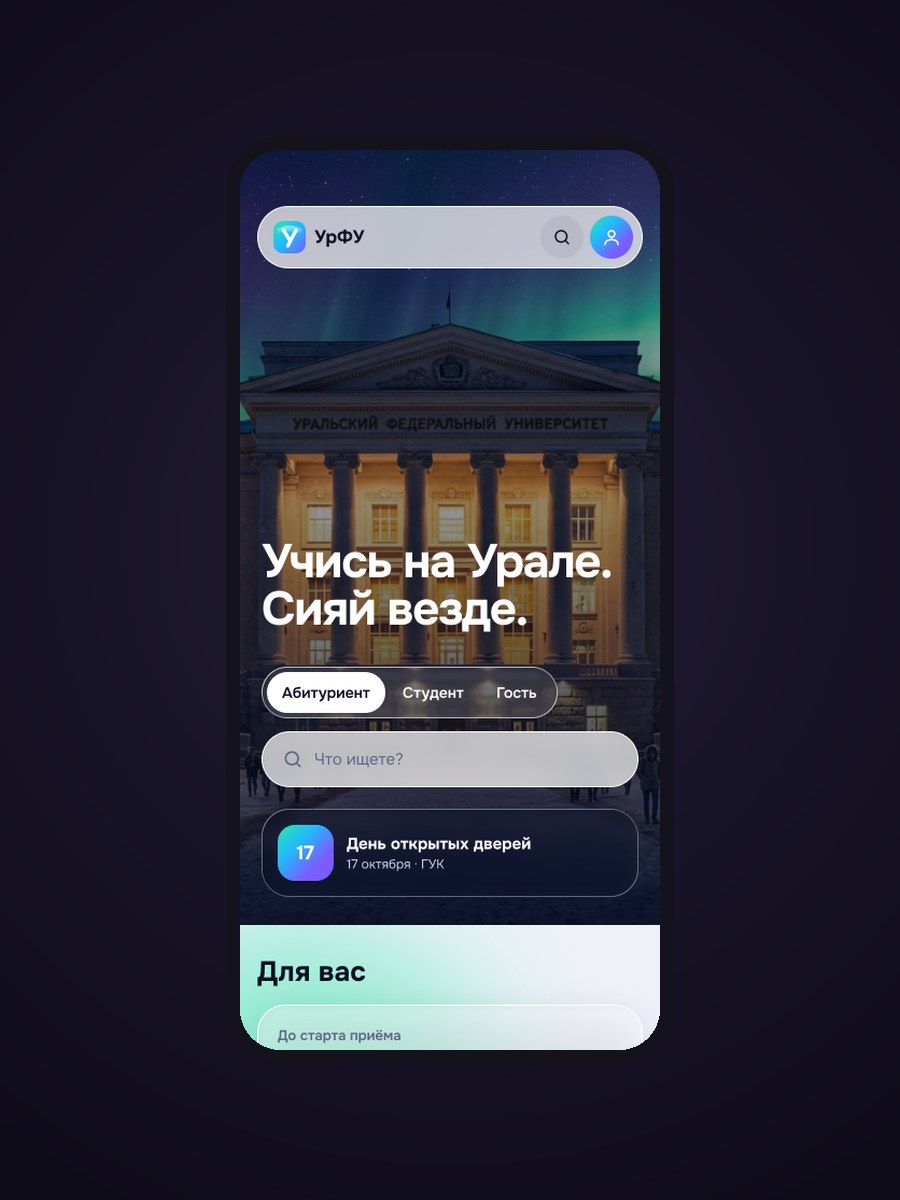 УрФУ
УРАЛЬСКИЙ ФЕДЕРАЛЬНЫЙ УНИВЕРСИТЕТ
Учись на Урале.
Сияй везде.
Абитуриент Студент Гость
Что ищете?
17
День открытых дверей
17 октября · ГУК
Для вас
До старта приёма